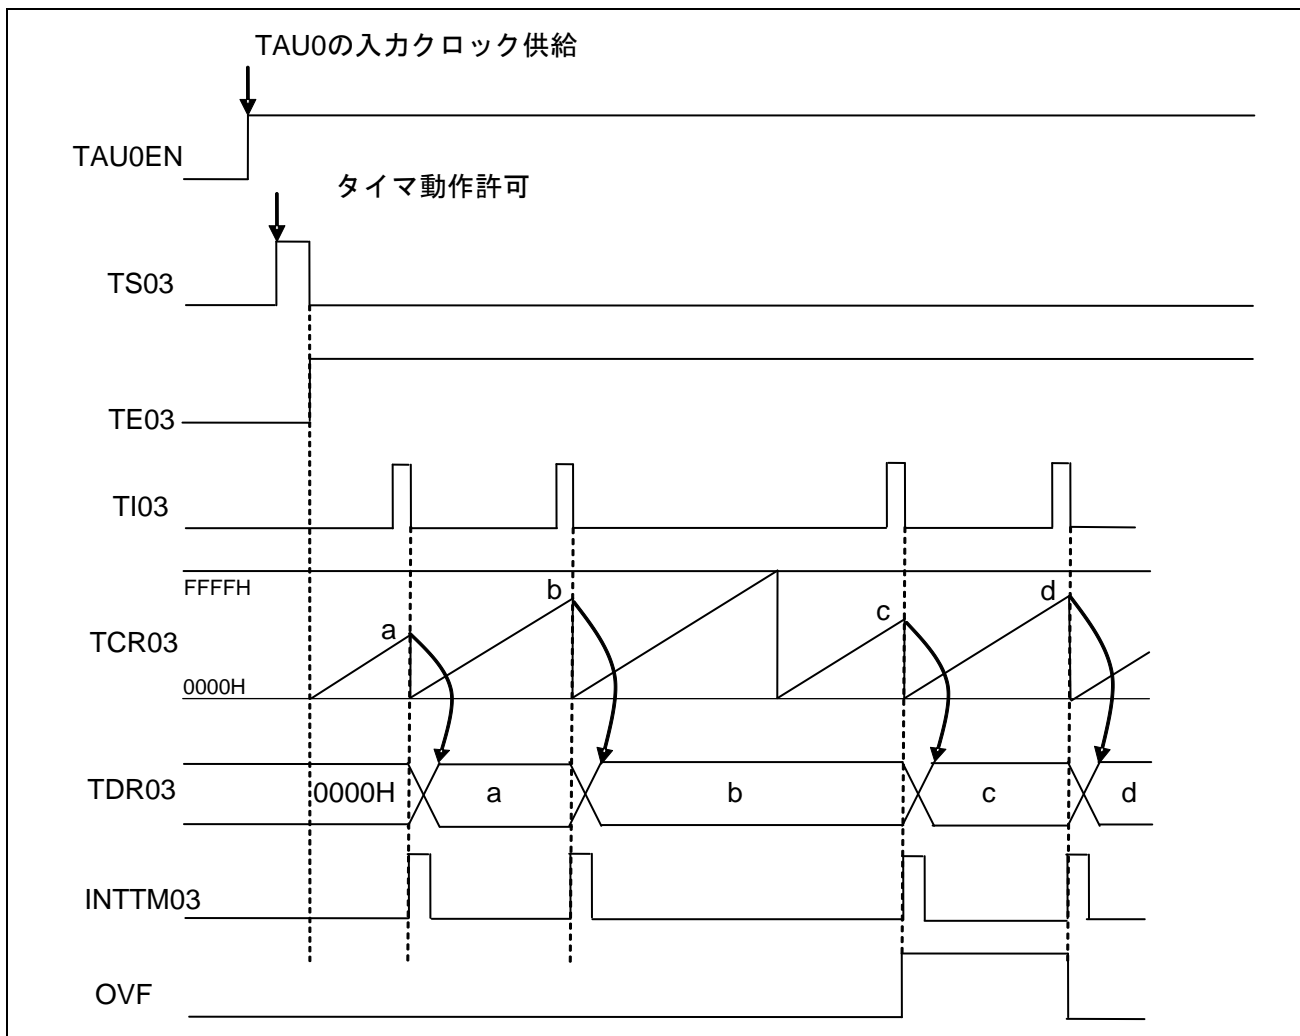 TAU0の入力クロック供給
TAU0EN
タイマ動作許可
TS03
TE03
TI03
FFFFH
a
b
c
d
TCR03
0000H
TDR03
0000H
a
b
c
d
INTTM03
OVF